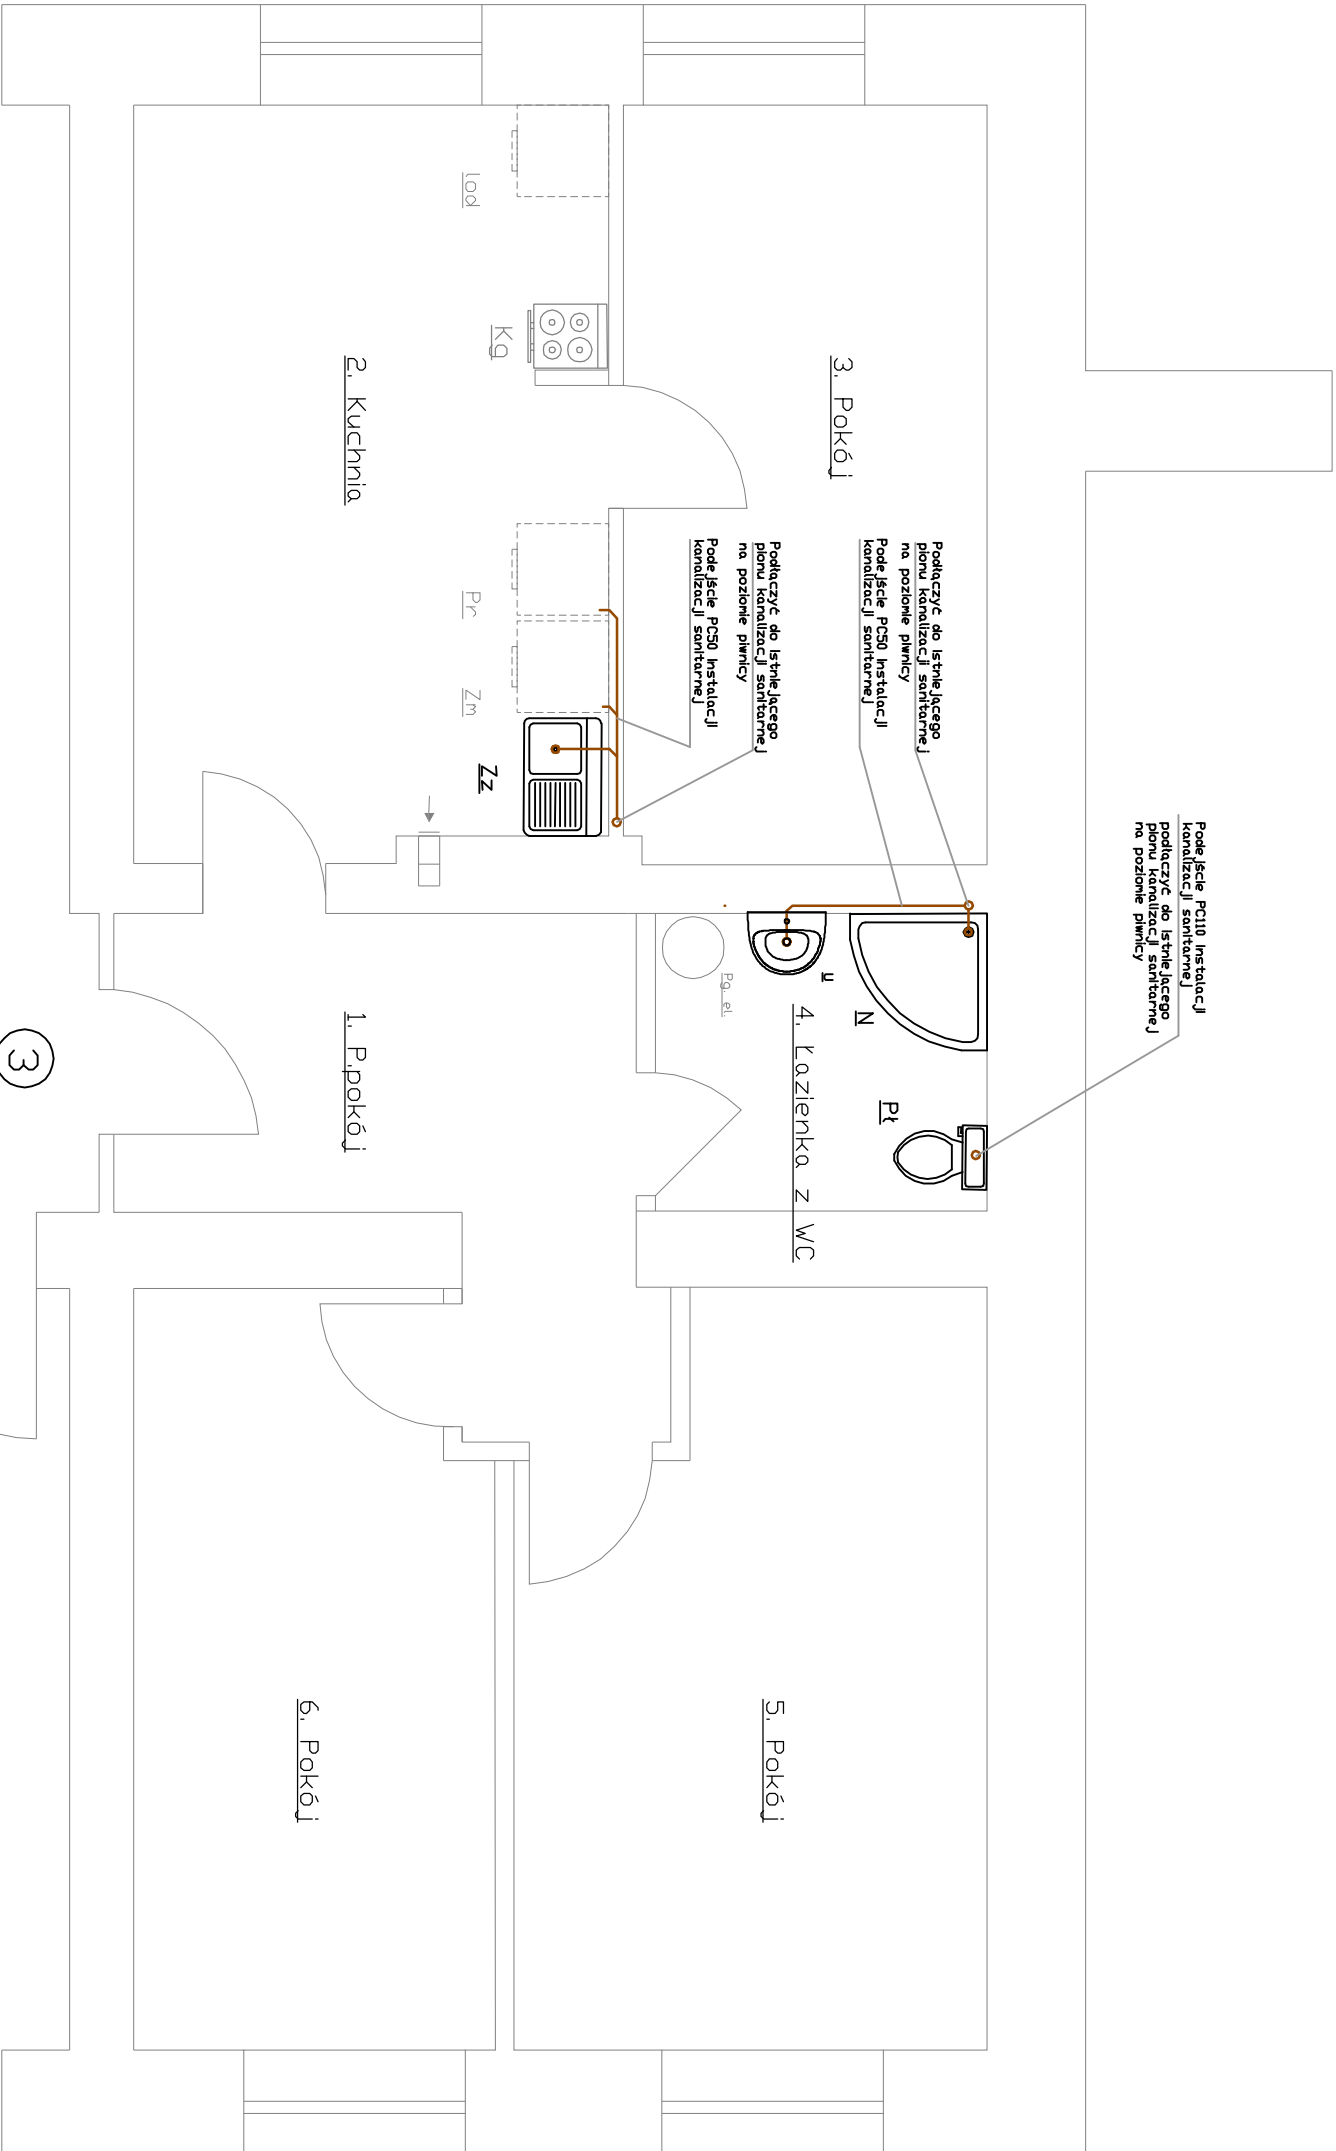 Podejście PC110 instalacji
kanalizacji sanitarnej
podłączyć do istniejącego
pionu kanalizacji sanitarnej
na poziomie piwnicy
Podłączyć do istniejącego
pionu kanalizacji sanitarnej
na poziomie piwnicy
Podejście PC50 instalacji
kanalizacji sanitarnej
Podłączyć do istniejącego
pionu kanalizacji sanitarnej
na poziomie piwnicy
Podejście PC50 instalacji
kanalizacji sanitarnej
3. Pokój
Pł
N
u
4. Łazienka z WC
5. Pokój
Pg. el.
Kg
Zz
lod
Pr
Zm
2. Kuchnia
1. P.pokój
6. Pokój
3